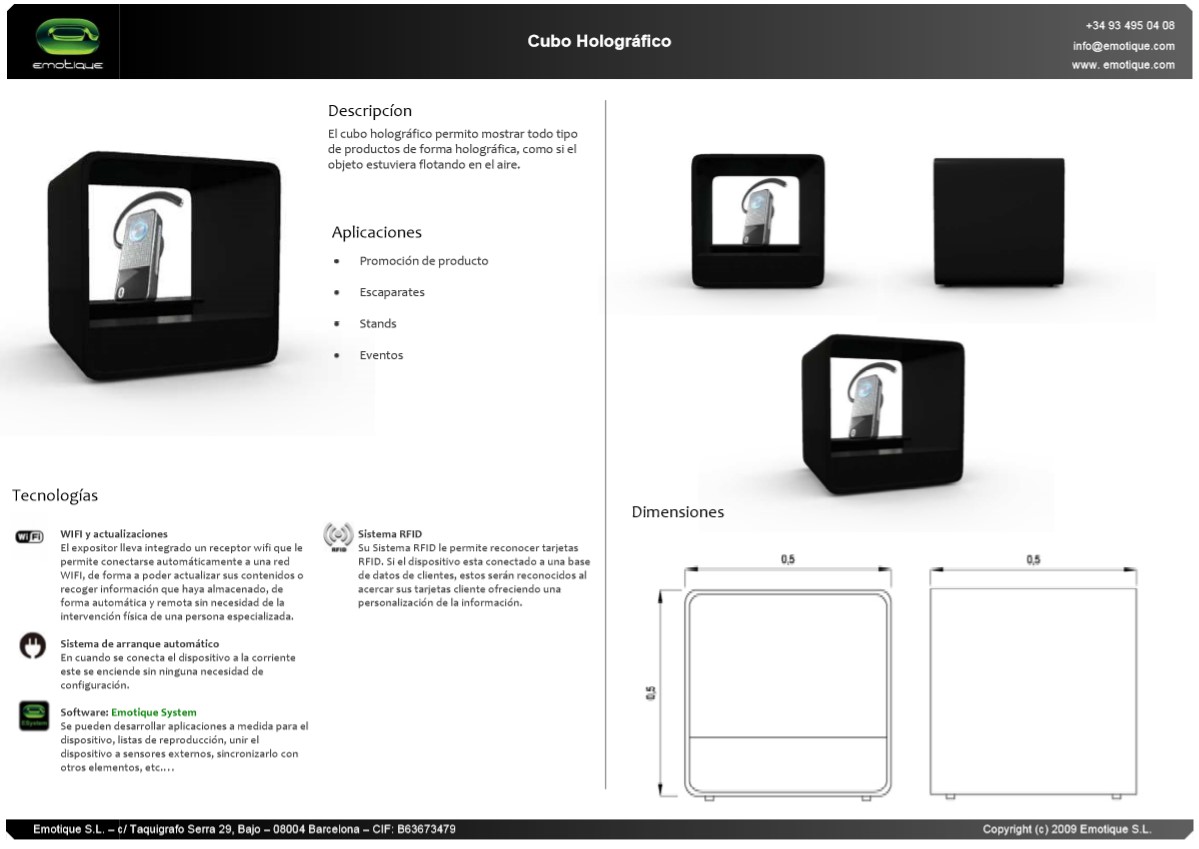 emotique
Cubo Holográfico
+34 93 495 04 08
info@emotique.com
www. emotique.com
Descripcíon
El cubo holográfico permito mostrar todo tipo
de productos de forma holográfica, como si el
objeto estuviera flotando en el aire.
Aplicaciones
• Promoción de producto
• Escaparates
• Stands
• Eventos
Tecnologías
WiFi
WIFI y actualizaciones
El expositor lleva integrado un receptor wifi que le
permite conectarse automáticamente a una red
WIFI, de forma a poder actualizar sus contenidos o
recoger información que haya almacenado, de
forma automática y remota sin necesidad de la
intervención física de una persona especializada.
Sistema de arranque automático
En cuando se conecta el dispositivo a la corriente
este se enciende sin ninguna necesidad de
configuración.
ESystem
Software: Emotique System
Se pueden desarrollar aplicaciones a medida para el
dispositivo, listas de reproducción, unir el
dispositivo a sensores externos, sincronizarlo con
otros elementos, etc....
RFID
Sistema RFID
Su Sistema RFID le permite reconocer tarjetas
RFID. Si el dispositivo esta conectado a una base
de datos de clientes, estos serán reconocidos al
acercar sus tarjetas cliente ofreciendo una
personalización de la información.
Dimensiones
0,5
0,5
0,5
Emotique S.L. – c/ Taquigrafo Serra 29, Bajo – 08004 Barcelona – CIF: B63673479
Copyright (c) 2009 Emotique S.L.